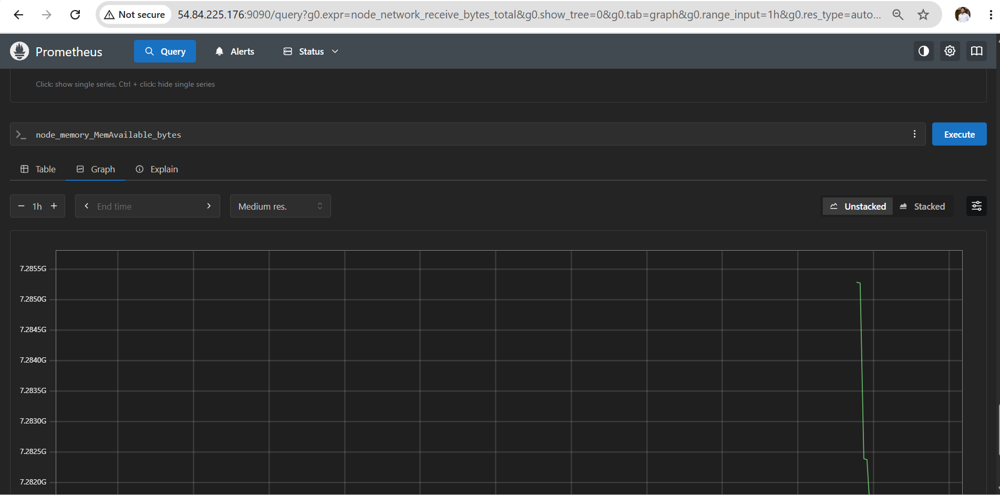 Not secure 54.84.225.176:9090/query?g0.expr=node_network_receive_bytes_total&g0.show_tree=0&g0.tab=graph&g0.range_input=1h&g0.res_type=auto...
Prometheus Query Alerts Status
Click: show single series, Ctrl + click: hide single series
>_ node_memory_MemAvailable_bytes Execute
Table Graph Explain
− 1h + < End time > Medium res. Unstacked Stacked
7.2855G
7.2850G
7.2845G
7.2840G
7.2835G
7.2830G
7.2825G
7.2820G